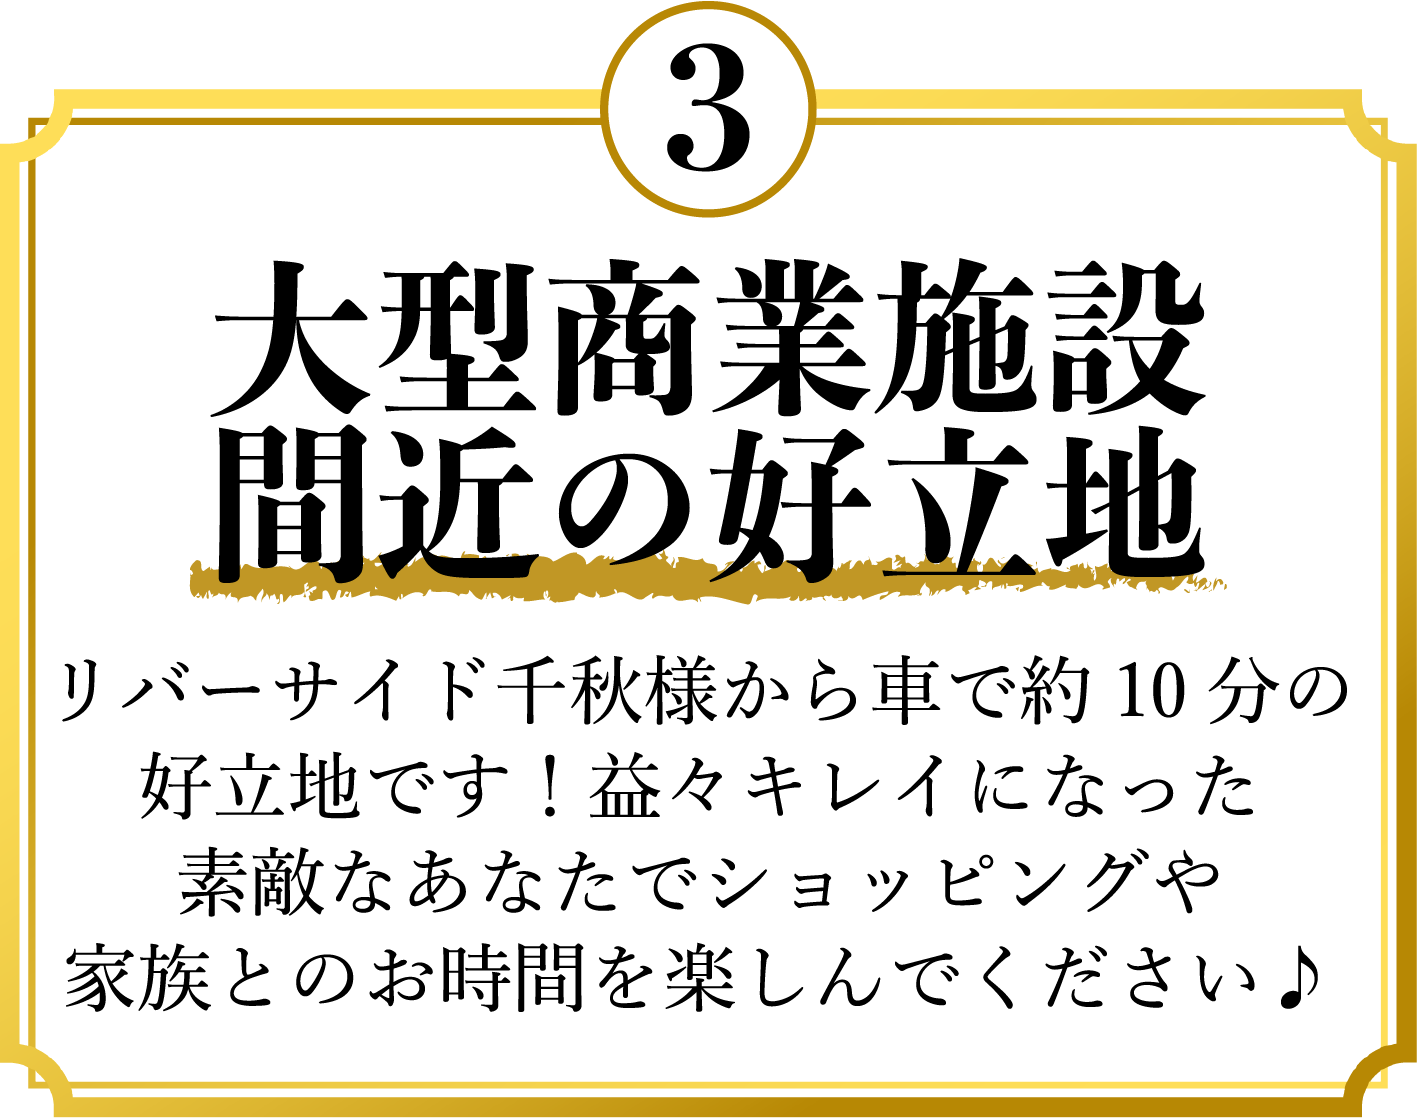 3
大型商業施設
間近の好立地
リバーサイド千秋様から車で約10分の
好立地です！益々キレイになった
素敵なあなたでショッピングや
家族とのお時間を楽しんでください♪